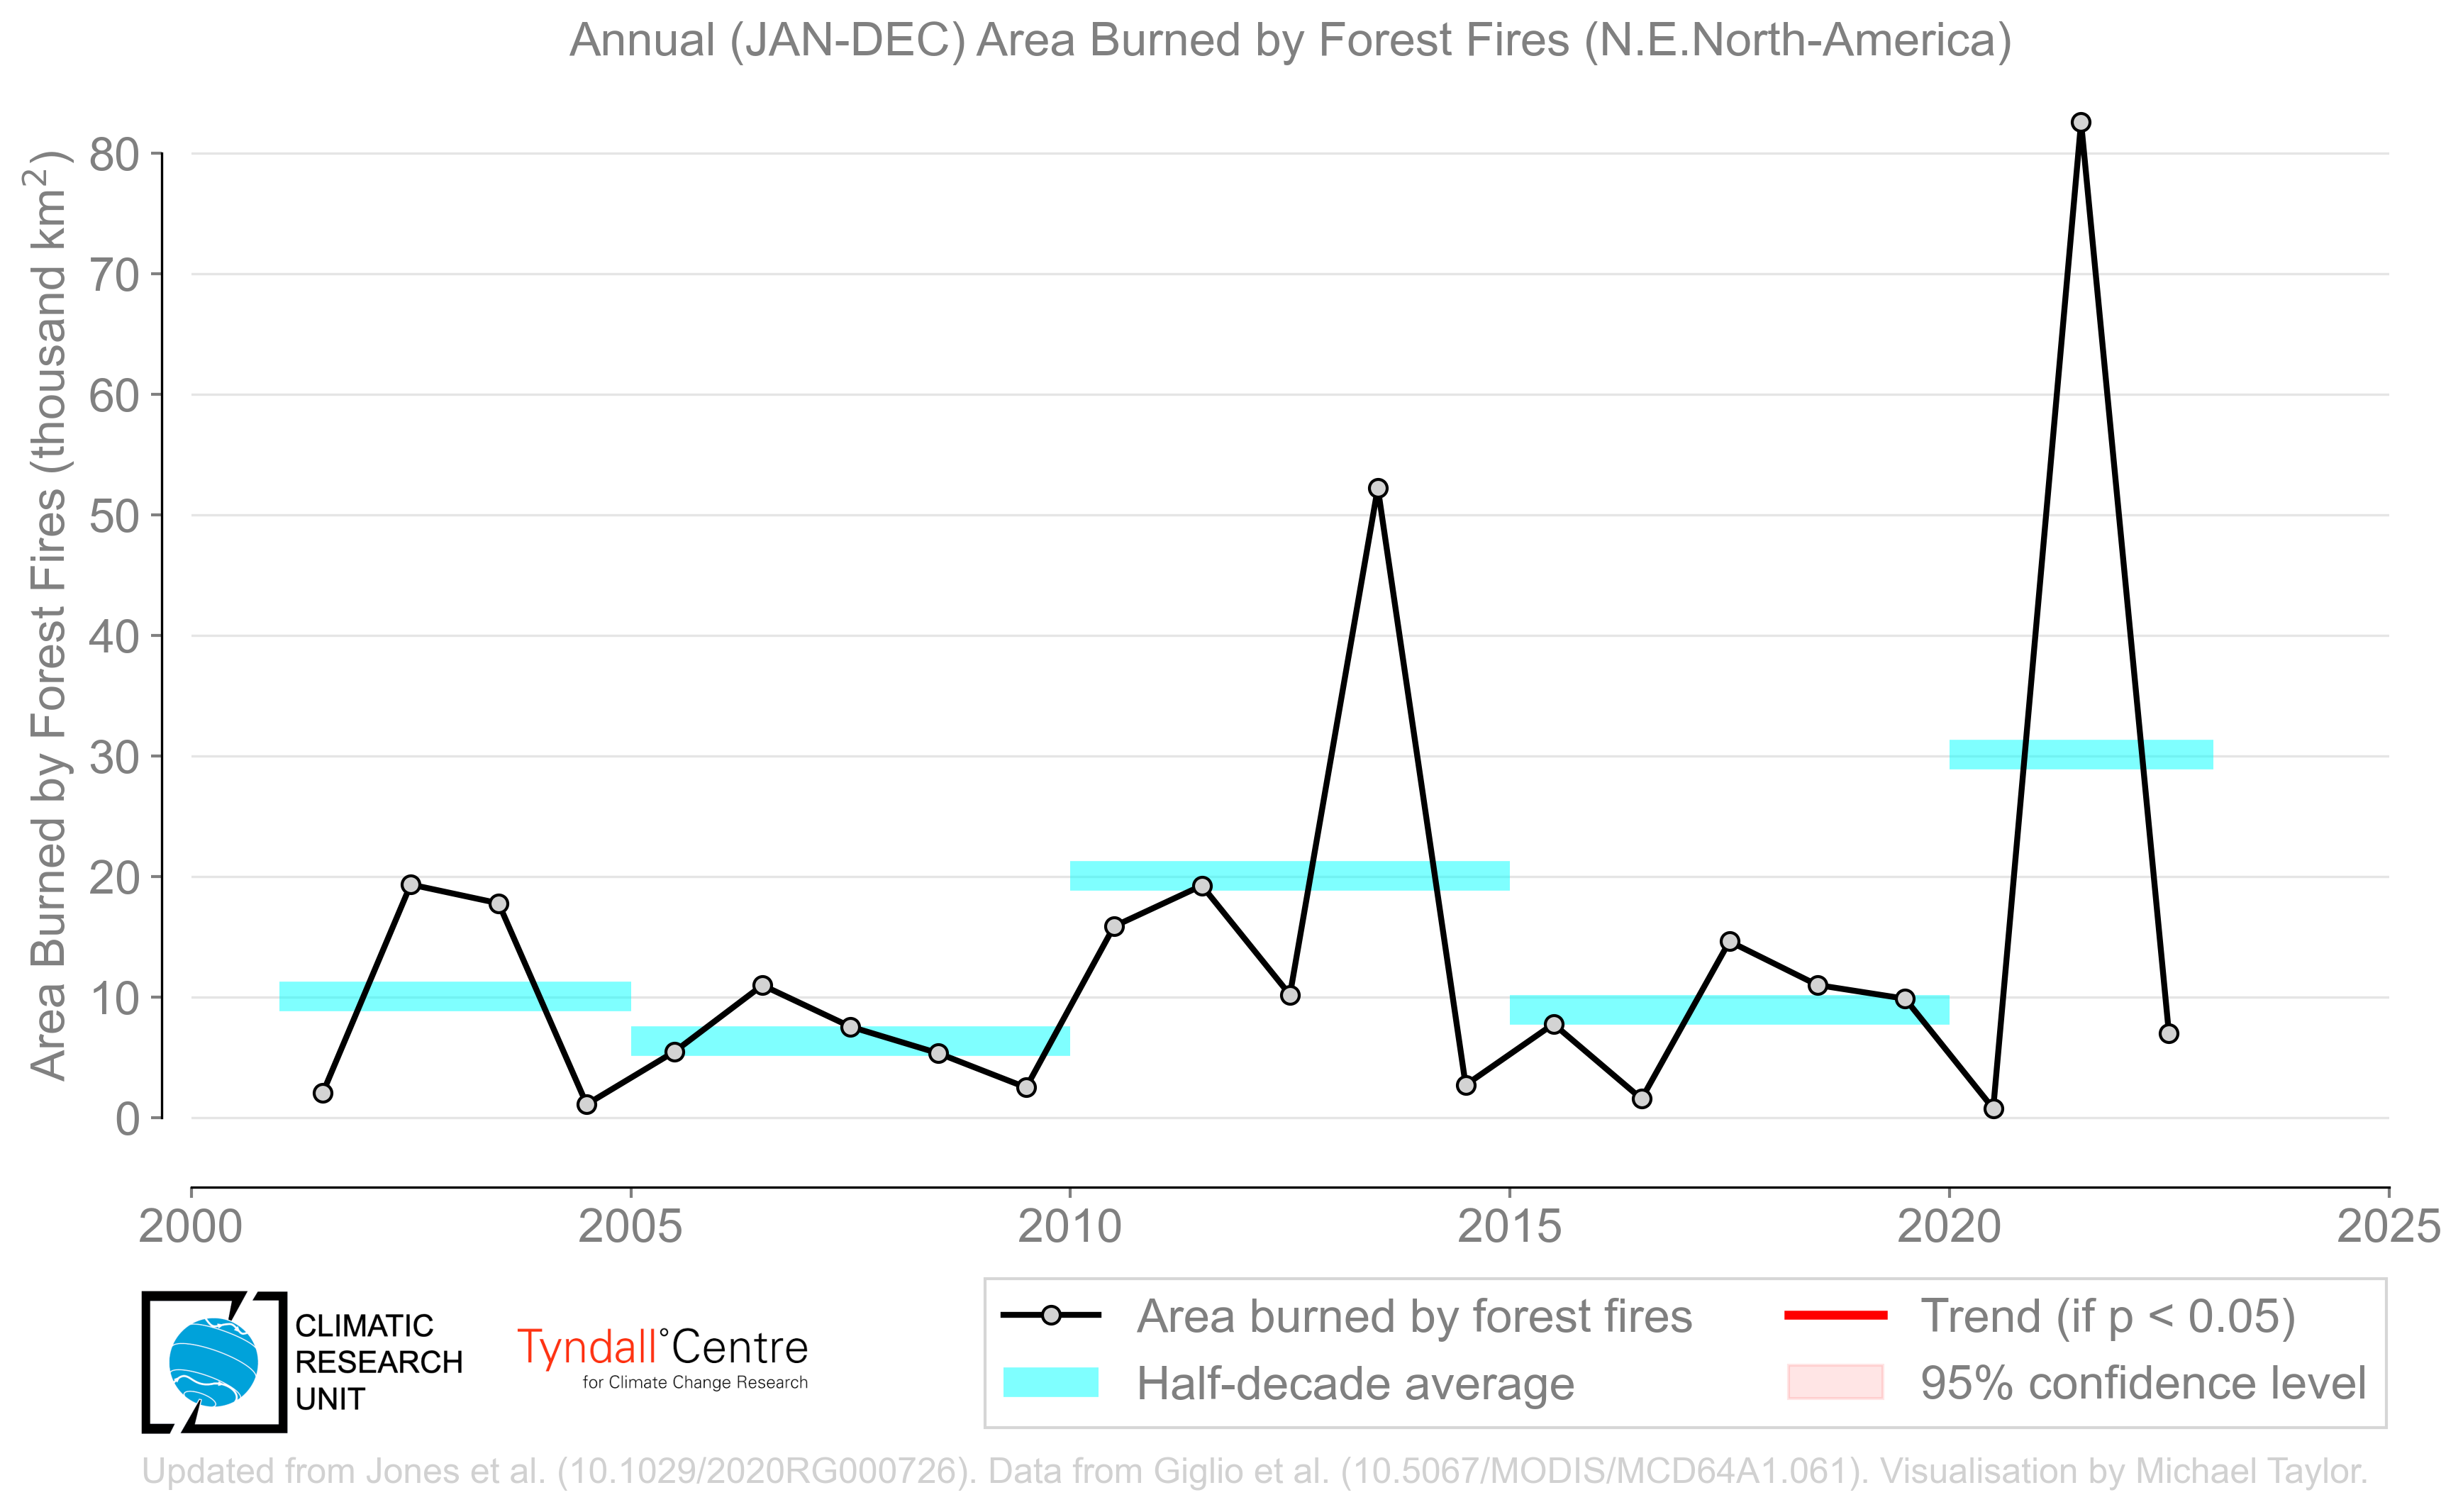 Annual (JAN-DEC) Area Burned by Forest Fires (N.E.North-America)
Area Burned by Forest Fires (thousand km²)
80
70
60
50
40
30
20
10
0
2000 2005 2010 2015 2020 2025
CLIMATIC
RESEARCH
UNIT
Tyndall°Centre
for Climate Change Research
Area burned by forest fires
Half-decade average
Trend (if p < 0.05)
95% confidence level
Updated from Jones et al. (10.1029/2020RG000726). Data from Giglio et al. (10.5067/MODIS/MCD64A1.061). Visualisation by Michael Taylor.